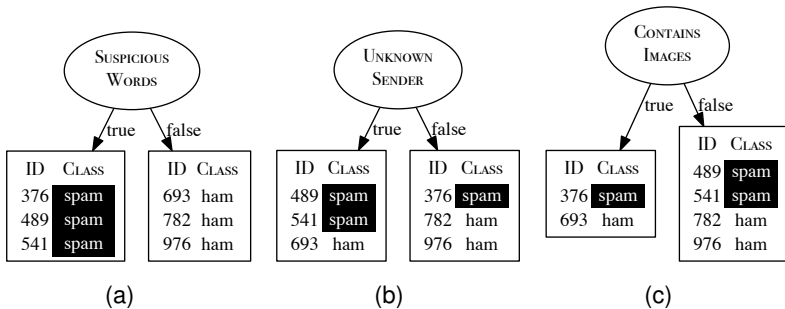 SUSPICIOUS
WORDS
true
false
ID CLASS
376 spam
489 spam
541 spam
ID CLASS
693 ham
782 ham
976 ham
(a)
UNKNOWN
SENDER
true
false
ID CLASS
489 spam
541 spam
693 ham
ID CLASS
376 spam
782 ham
976 ham
(b)
CONTAINS
IMAGES
true
false
ID CLASS
376 spam
693 ham
ID CLASS
489 spam
541 spam
782 ham
976 ham
(c)